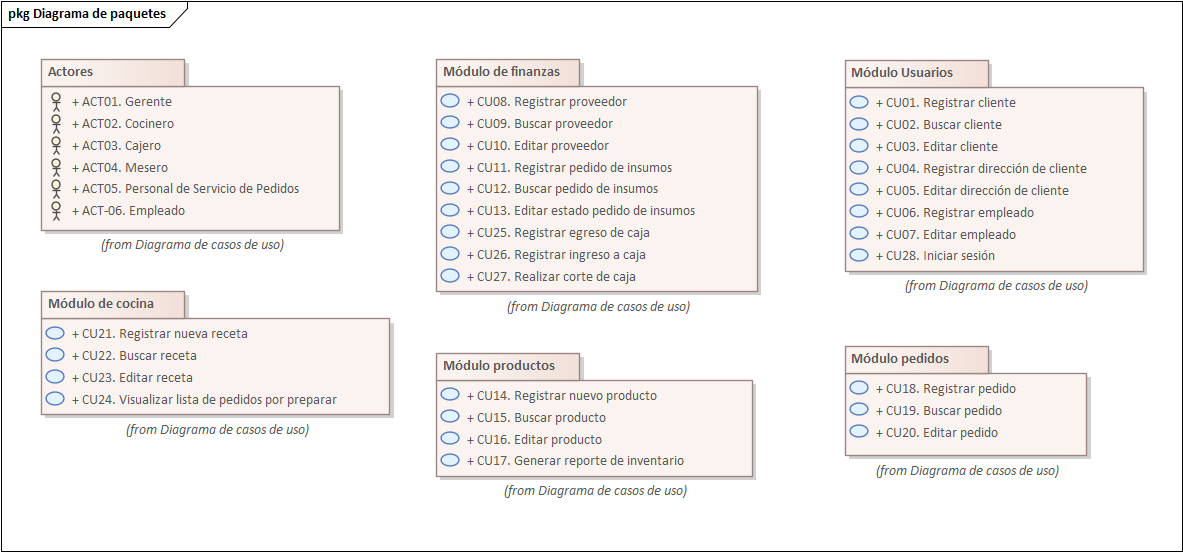 pkg Diagrama de paquetes
Actores
+ ACT01. Gerente
+ ACT02. Cocinero
+ ACT03. Cajero
+ ACT04. Mesero
+ ACT05. Personal de Servicio de Pedidos
+ ACT-06. Empleado
(from Diagrama de casos de uso)
Módulo de cocina
+ CU21. Registrar nueva receta
+ CU22. Buscar receta
+ CU23. Editar receta
+ CU24. Visualizar lista de pedidos por preparar
(from Diagrama de casos de uso)
Módulo de finanzas
+ CU08. Registrar proveedor
+ CU09. Buscar proveedor
+ CU10. Editar proveedor
+ CU11. Registrar pedido de insumos
+ CU12. Buscar pedido de insumos
+ CU13. Editar estado pedido de insumos
+ CU25. Registrar egreso de caja
+ CU26. Registrar ingreso a caja
+ CU27. Realizar corte de caja
(from Diagrama de casos de uso)
Módulo productos
+ CU14. Registrar nuevo producto
+ CU15. Buscar producto
+ CU16. Editar producto
+ CU17. Generar reporte de inventario
(from Diagrama de casos de uso)
Módulo Usuarios
+ CU01. Registrar cliente
+ CU02. Buscar cliente
+ CU03. Editar cliente
+ CU04. Registrar dirección de cliente
+ CU05. Editar dirección de cliente
+ CU06. Registrar empleado
+ CU07. Editar empleado
+ CU28. Iniciar sesión
(from Diagrama de casos de uso)
Módulo pedidos
+ CU18. Registrar pedido
+ CU19. Buscar pedido
+ CU20. Editar pedido
(from Diagrama de casos de uso)